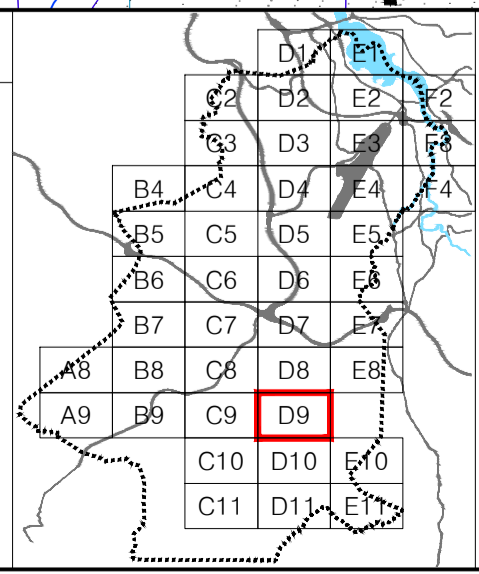 D1 E1
C2 D2 E2 F2
C3 D3 E3 F3
B4 C4 D4 E4 F4
B5 C5 D5 E5
B6 C6 D6 E6
B7 C7 D7 E7
A8 B8 C8 D8 E8
A9 B9 C9 D9
C10 D10 E10
C11 D11 E11